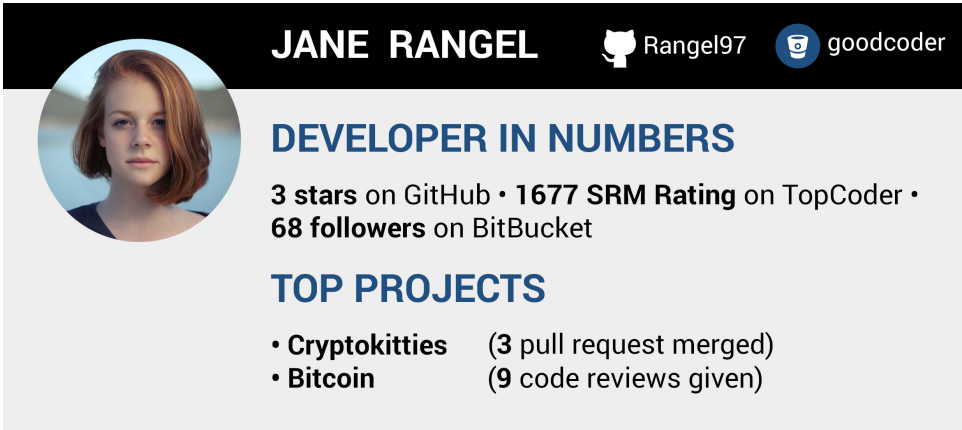 JANE RANGEL
Rangel97
goodcoder
DEVELOPER IN NUMBERS
3 stars on GitHub • 1677 SRM Rating on TopCoder •
68 followers on BitBucket
TOP PROJECTS
• Cryptokitties (3 pull request merged)
• Bitcoin (9 code reviews given)